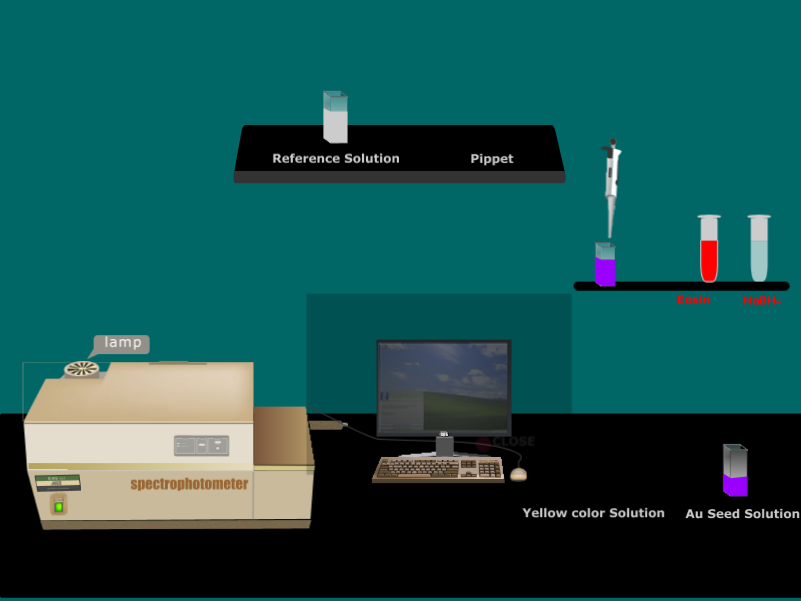 Reference Solution
Pippet
Eosin
NaBH₄
lamp
CLOSE
spectrophotometer
Yellow color Solution
Au Seed Solution